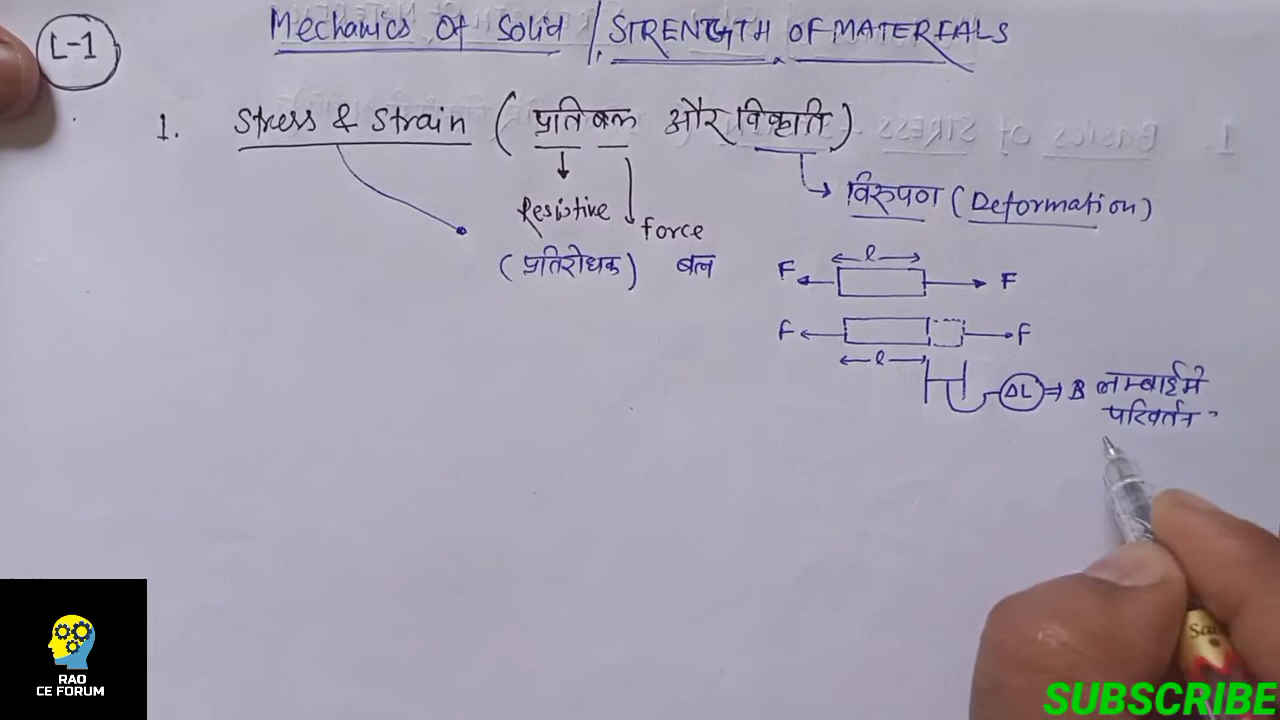 L-1
Mechanics Of Solid / STRENGTH OF MATERIALS
1. Stress & Strain (प्रतिबल और विकृति)
Resistive force
विरुपण (Deformation)
(प्रतिरोधक) बल
l
F F
F F
l
ΔL ⇒ लम्बाई में
परिवर्तन
RAO
CE FORUM
SUBSCRIBE